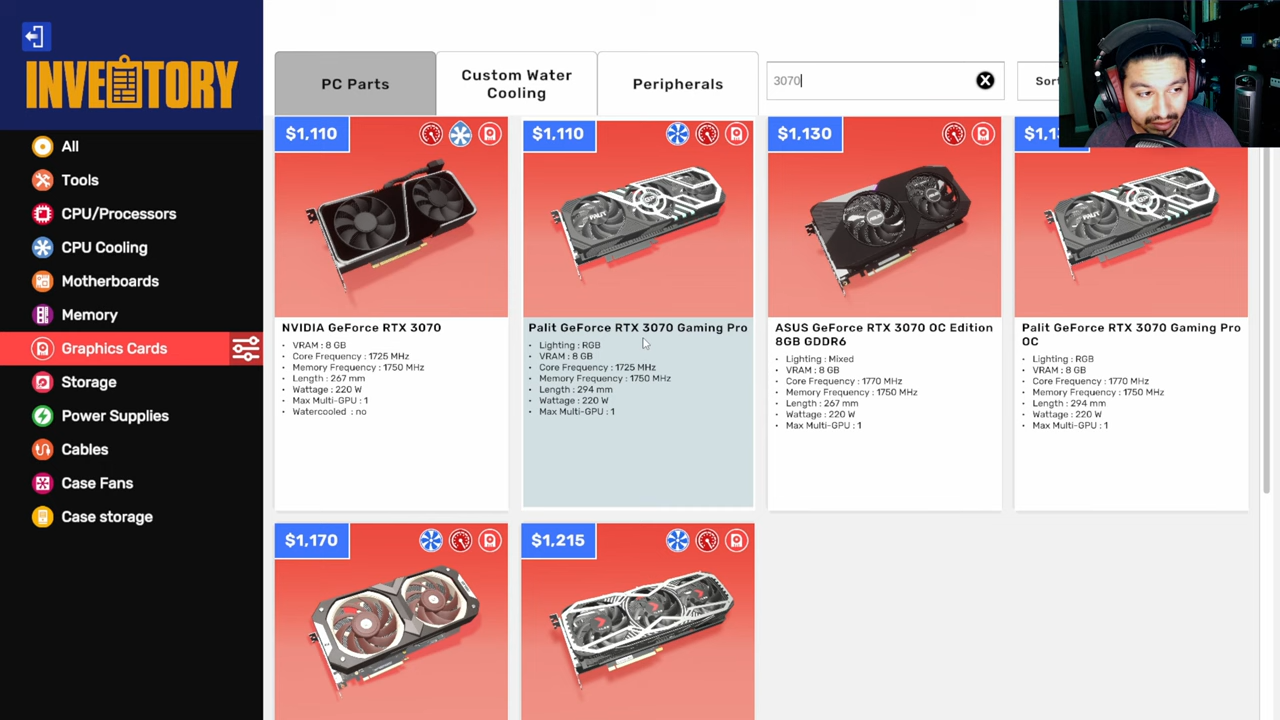 INVENTORY
All
Tools
CPU/Processors
CPU Cooling
Motherboards
Memory
Graphics Cards
Storage
Power Supplies
Cables
Case Fans
Case storage
PC Parts
Custom Water
Cooling
Peripherals
3070
Sort
$1,110
NVIDIA GeForce RTX 3070
• VRAM : 8 GB
• Core Frequency : 1725 MHz
• Memory Frequency : 1750 MHz
• Length : 267 mm
• Wattage : 220 W
• Max Multi-GPU : 1
• Watercooled : no
$1,110
PALIT
Palit GeForce RTX 3070 Gaming Pro
• Lighting : RGB
• VRAM : 8 GB
• Core Frequency : 1725 MHz
• Memory Frequency : 1750 MHz
• Length : 294 mm
• Wattage : 220 W
• Max Multi-GPU : 1
$1,130
ASUS GeForce RTX 3070 OC Edition
8GB GDDR6
• Lighting : Mixed
• VRAM : 8 GB
• Core Frequency : 1770 MHz
• Memory Frequency : 1750 MHz
• Length : 267 mm
• Wattage : 220 W
• Max Multi-GPU : 1
PALIT
Palit GeForce RTX 3070 Gaming Pro
OC
• Lighting : RGB
• VRAM : 8 GB
• Core Frequency : 1770 MHz
• Memory Frequency : 1750 MHz
• Length : 294 mm
• Wattage : 220 W
• Max Multi-GPU : 1
$1,170
$1,215